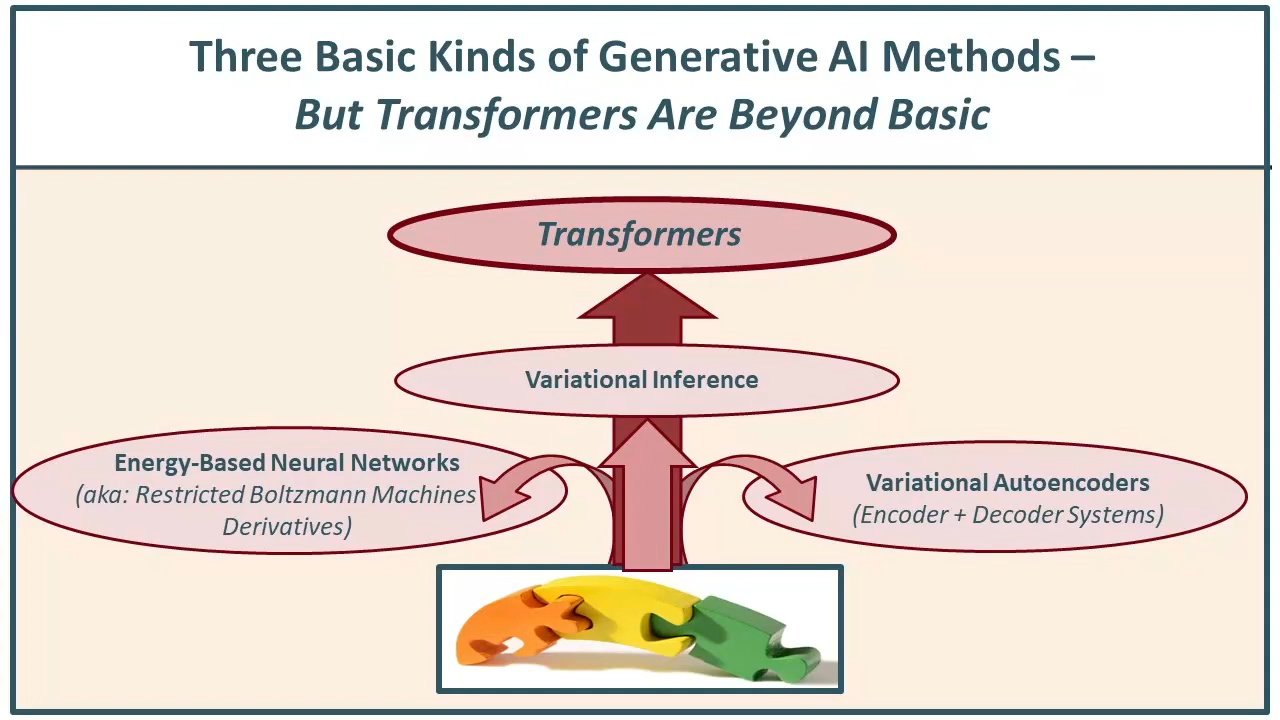 Three Basic Kinds of Generative AI Methods –
But Transformers Are Beyond Basic
Transformers
Variational Inference
Energy-Based Neural Networks
(aka: Restricted Boltzmann Machines
Derivatives)
Variational Autoencoders
(Encoder + Decoder Systems)